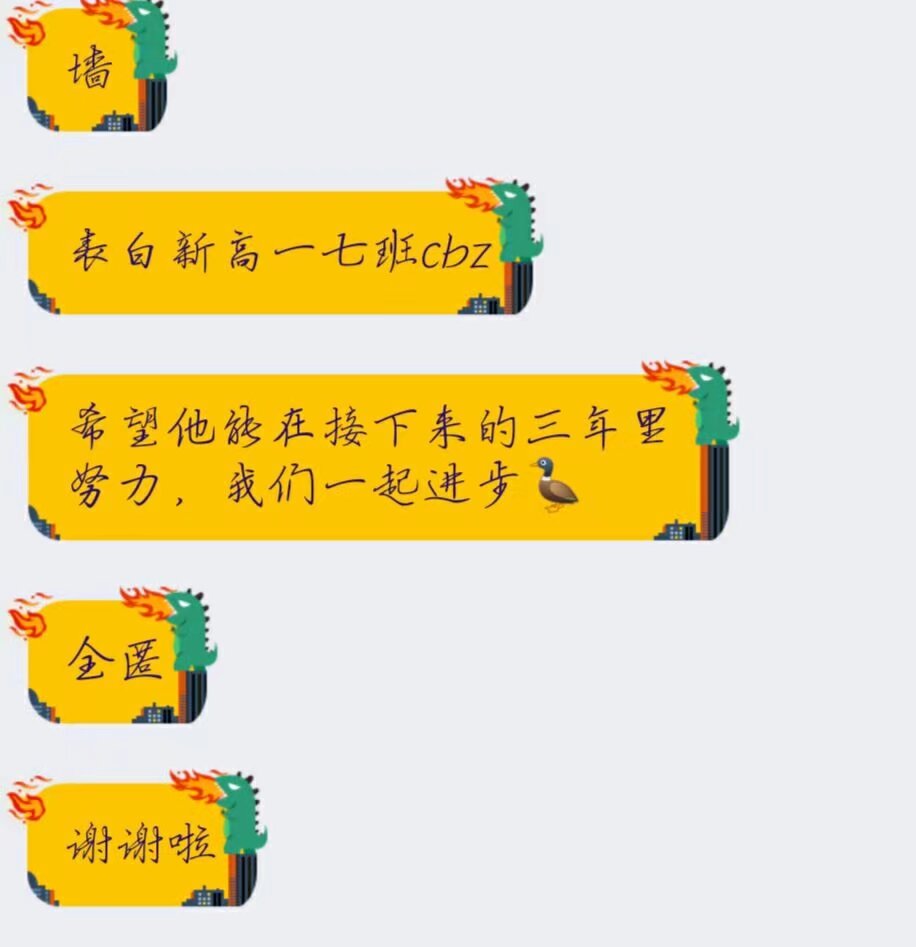 墙
表白新高一七班cbz
希望他能在接下来的三年里
努力，我们一起进步🦆
全匿
谢谢啦